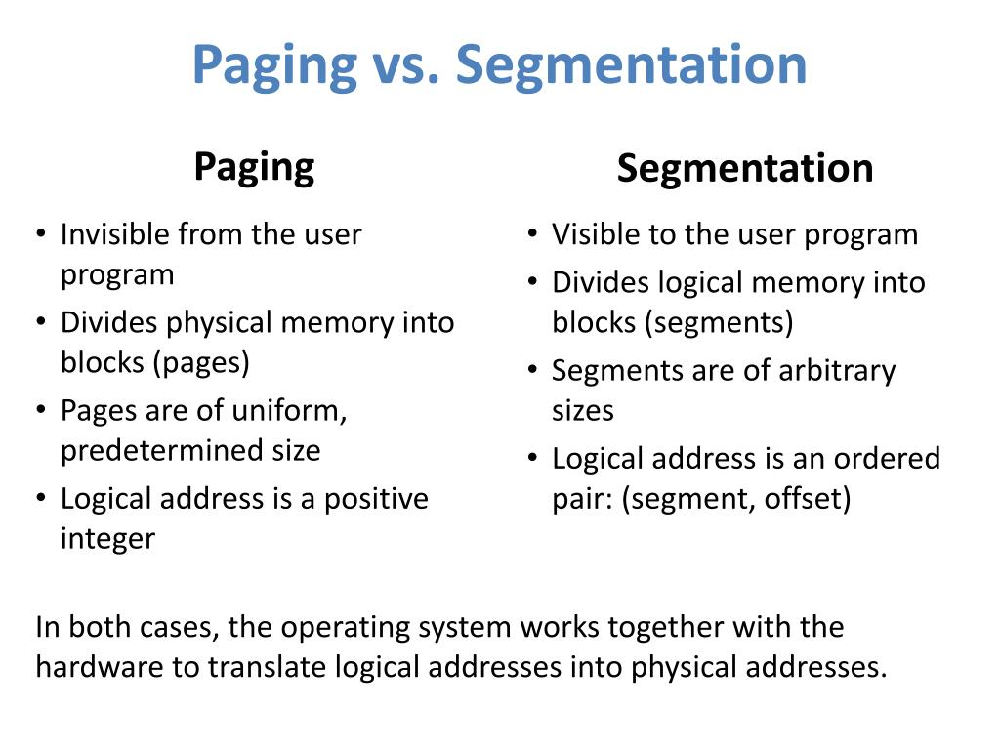 Paging vs. Segmentation
Paging
• Invisible from the user
program
• Divides physical memory into
blocks (pages)
• Pages are of uniform,
predetermined size
• Logical address is a positive
integer
Segmentation
• Visible to the user program
• Divides logical memory into
blocks (segments)
• Segments are of arbitrary
sizes
• Logical address is an ordered
pair: (segment, offset)
In both cases, the operating system works together with the
hardware to translate logical addresses into physical addresses.